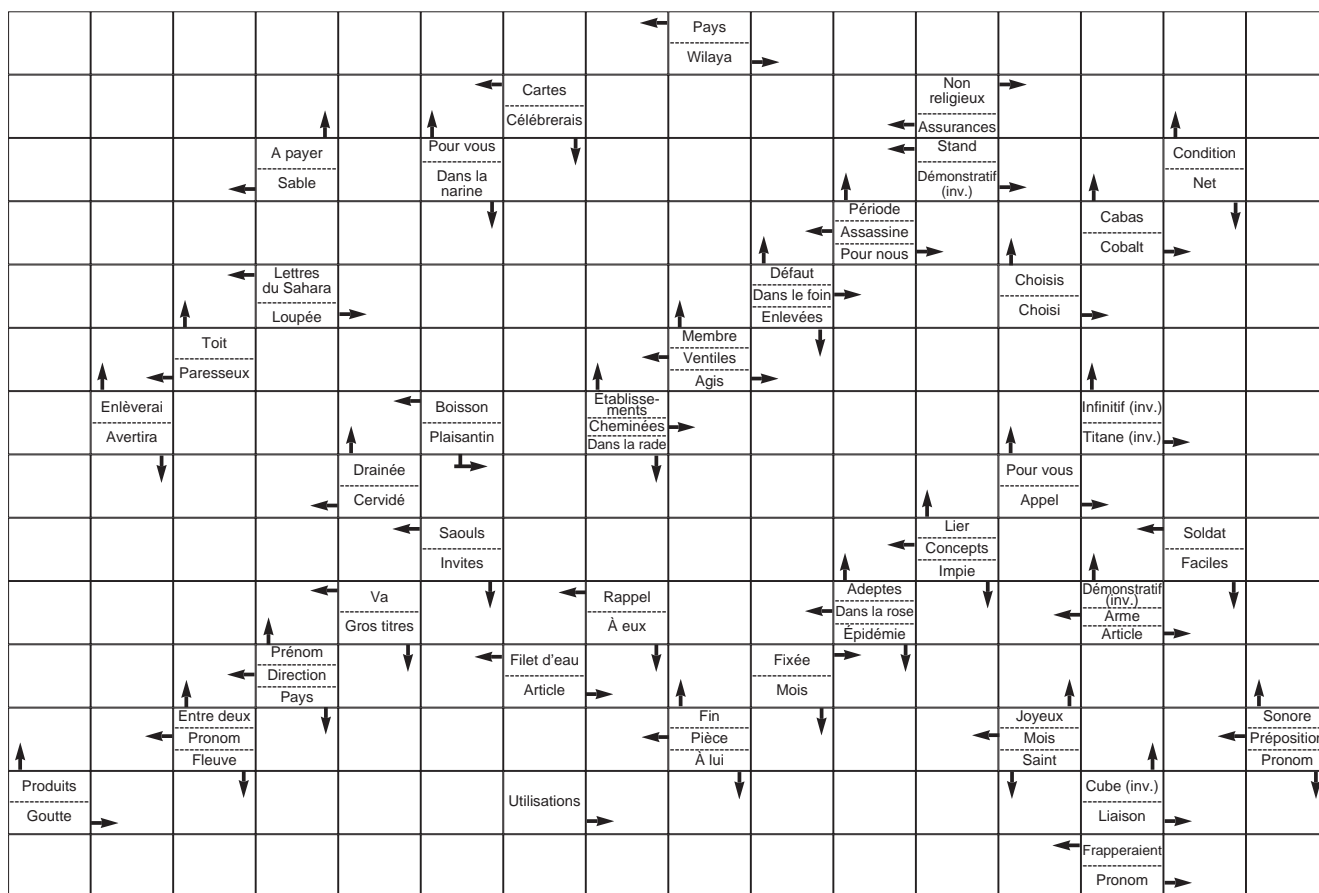 Pays
Wilaya
Cartes
Célébrerais
Non
religieux
Assurances
A payer
Sable
Pour vous
Dans la
narine
Stand
Démonstratif
(inv.)
Condition
Net
Période
Assassine
Pour nous
Cabas
Cobalt
Lettres
du Sahara
Loupée
Défaut
Dans le foin
Enlevées
Choisis
Choisi
Toit
Paresseux
Membre
Ventiles
Agis
Enlèverai
Avertira
Boisson
Plaisantin
Établisse-
ments
Cheminées
Dans la rade
Infinitif (inv.)
Titane (inv.)
Drainée
Cervidé
Pour vous
Appel
Saouls
Invites
Lier
Concepts
Impie
Soldat
Faciles
Va
Gros titres
Rappel
À eux
Adeptes
Dans la rose
Épidémie
Démonstratif
(inv.)
Arme
Article
Prénom
Direction
Pays
Filet d'eau
Article
Fixée
Mois
Entre deux
Pronom
Fleuve
Fin
Pièce
À lui
Joyeux
Mois
Saint
Sonore
Préposition
Pronom
Produits
Goutte
Utilisations
Cube (inv.)
Liaison
Frapperaient
Pronom